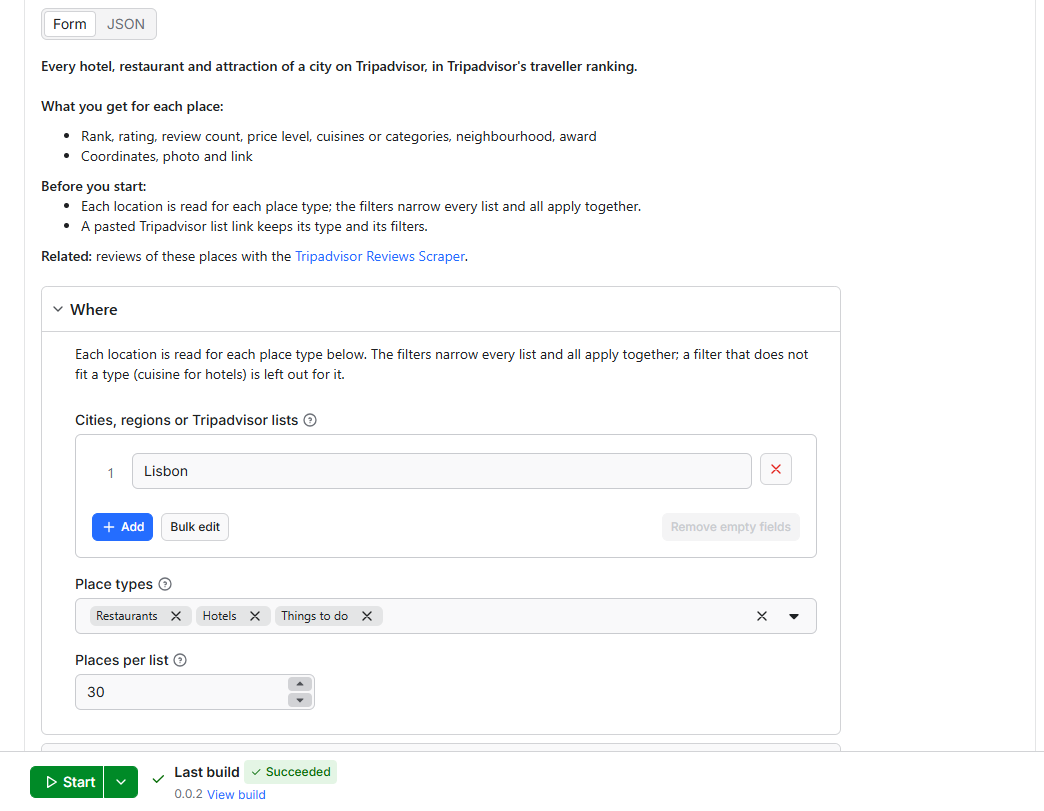 Form JSON
Every hotel, restaurant and attraction of a city on Tripadvisor, in Tripadvisor's traveller ranking.
What you get for each place:
Rank, rating, review count, price level, cuisines or categories, neighbourhood, award
Coordinates, photo and link
Before you start:
Each location is read for each place type; the filters narrow every list and all apply together.
A pasted Tripadvisor list link keeps its type and its filters.
Related: reviews of these places with the Tripadvisor Reviews Scraper.
Where
Each location is read for each place type below. The filters narrow every list and all apply together; a filter that does not
fit a type (cuisine for hotels) is left out for it.
Cities, regions or Tripadvisor lists
1 Lisbon
Add Bulk edit Remove empty fields
Place types
Restaurants Hotels Things to do
Places per list
30
Start Last build Succeeded
0.0.2 View build